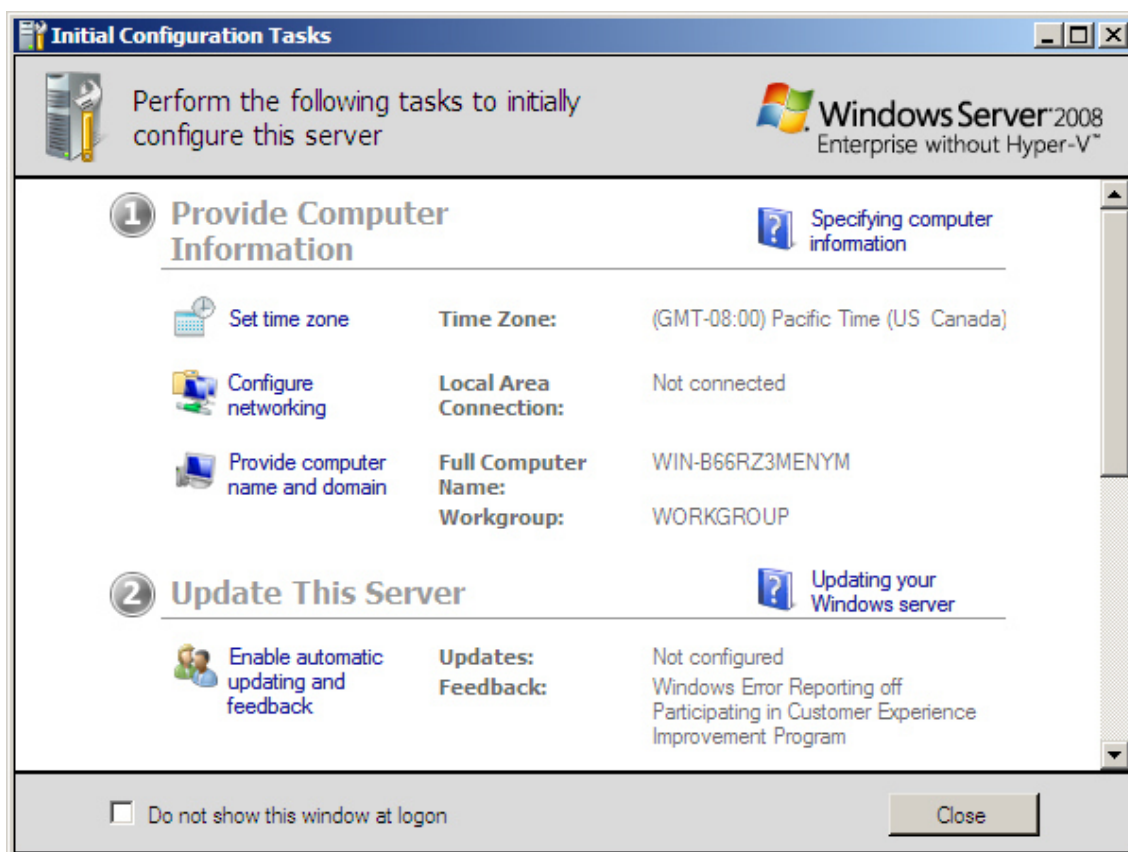 Initial Configuration Tasks
Perform the following tasks to initially
configure this server
Windows Server 2008
Enterprise without Hyper-V™
1 Provide Computer
Information
Specifying computer
information
Set time zone
Time Zone:
(GMT-08:00) Pacific Time (US Canada)
Configure
networking
Local Area
Connection:
Not connected
Provide computer
name and domain
Full Computer
Name:
WIN-B66RZ3MENYM
Workgroup:
WORKGROUP
2 Update This Server
Updating your
Windows server
Enable automatic
updating and
feedback
Updates:
Not configured
Feedback:
Windows Error Reporting off
Participating in Customer Experience
Improvement Program
Do not show this window at logon
Close